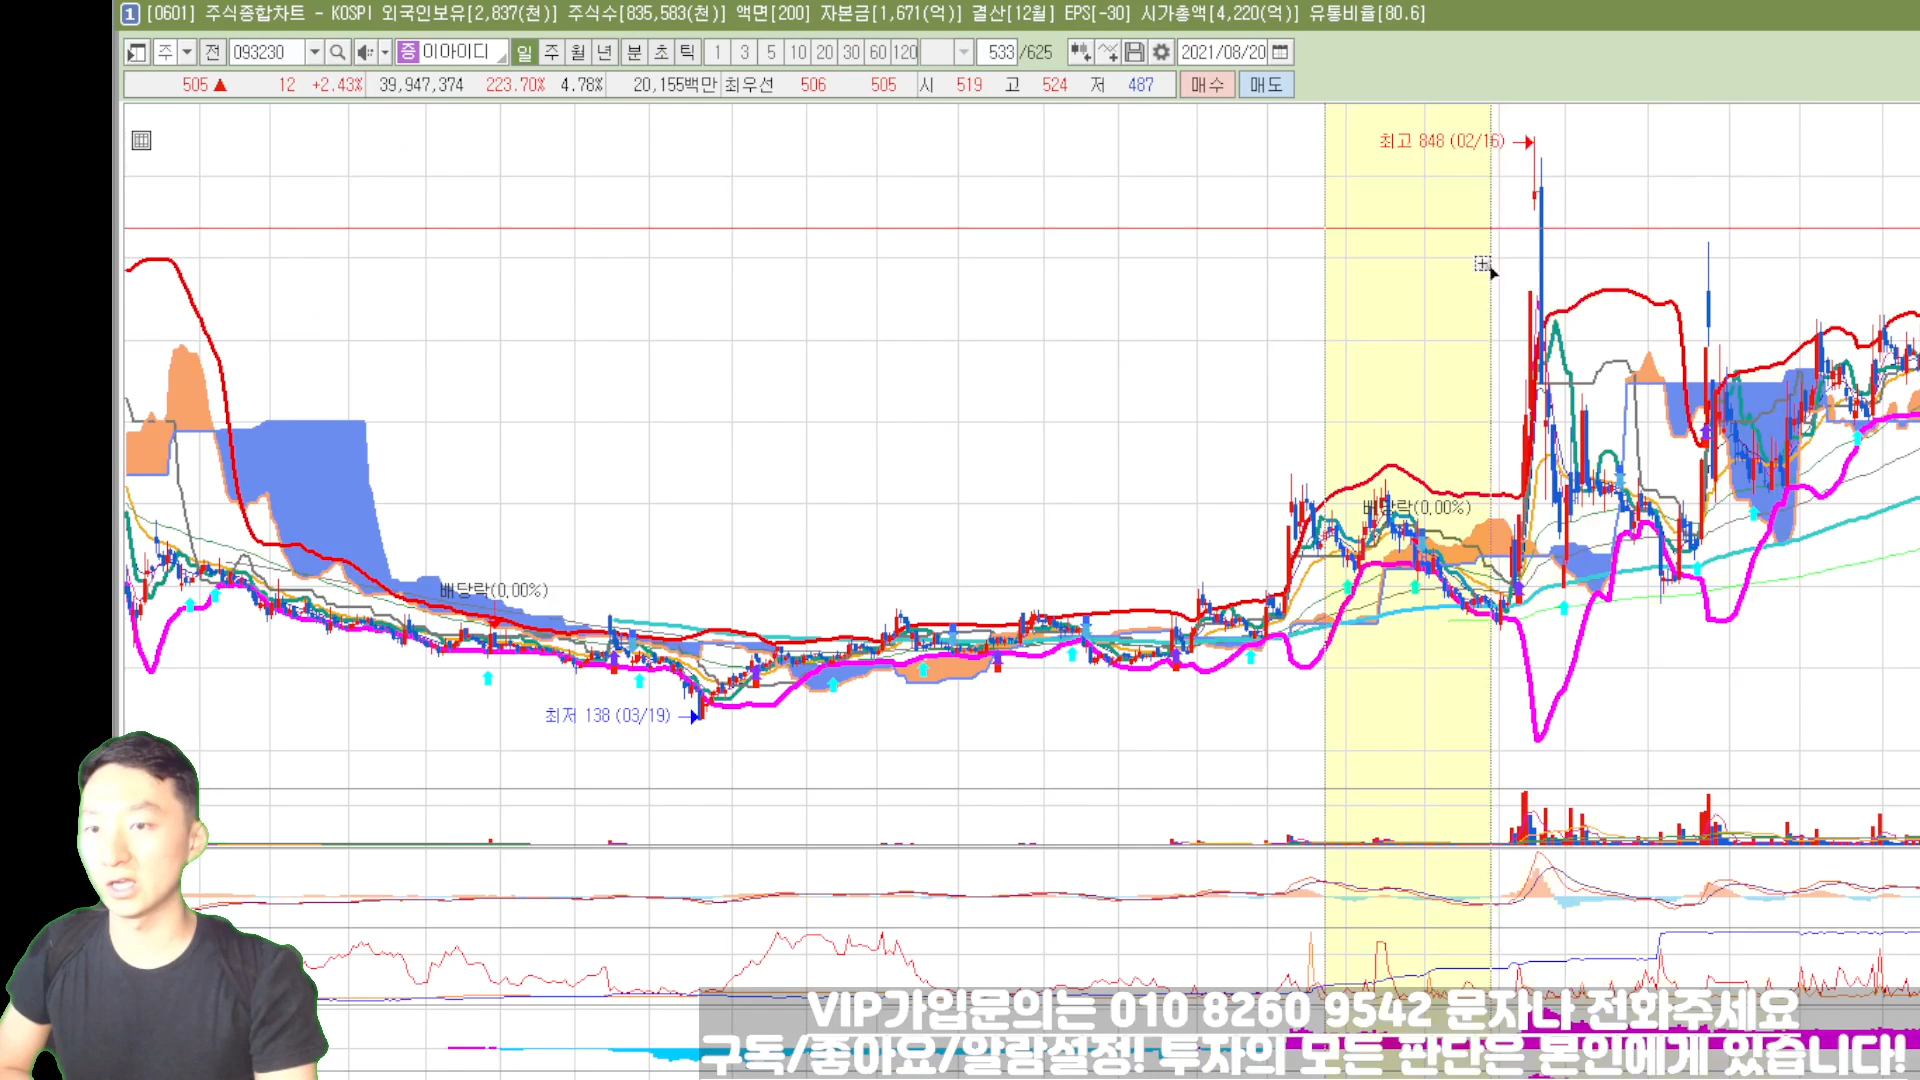 1 [0601] 주식종합차트 - KOSPI 외국인보유[2,837(천)] 주식수[835,583(천)] 액면[200] 자본금[1,671(억)] 결산[12월] EPS[-30] 시가총액[4,220(억)] 유통비율[80.6]
주 전 093230 증 이아이디 일 주 월 년 분 초 틱 1 3 5 10 20 30 60 120 533/625 2021/08/20
505 ▲ 12 +2.43% 39,947,374 223.70% 4.78% 20,155백만 최우선 506 505 시 519 고 524 저 487 매수 매도
최고 848 (02/16)
배당락(0,00%)
배당락(0,00%)
최저 138 (03/19)
VIP가입문의는 010 8260 9542 문자나 전화주세요
구독/좋아요/알람설정! 투자의 모든 판단은 본인에게 있습니다!